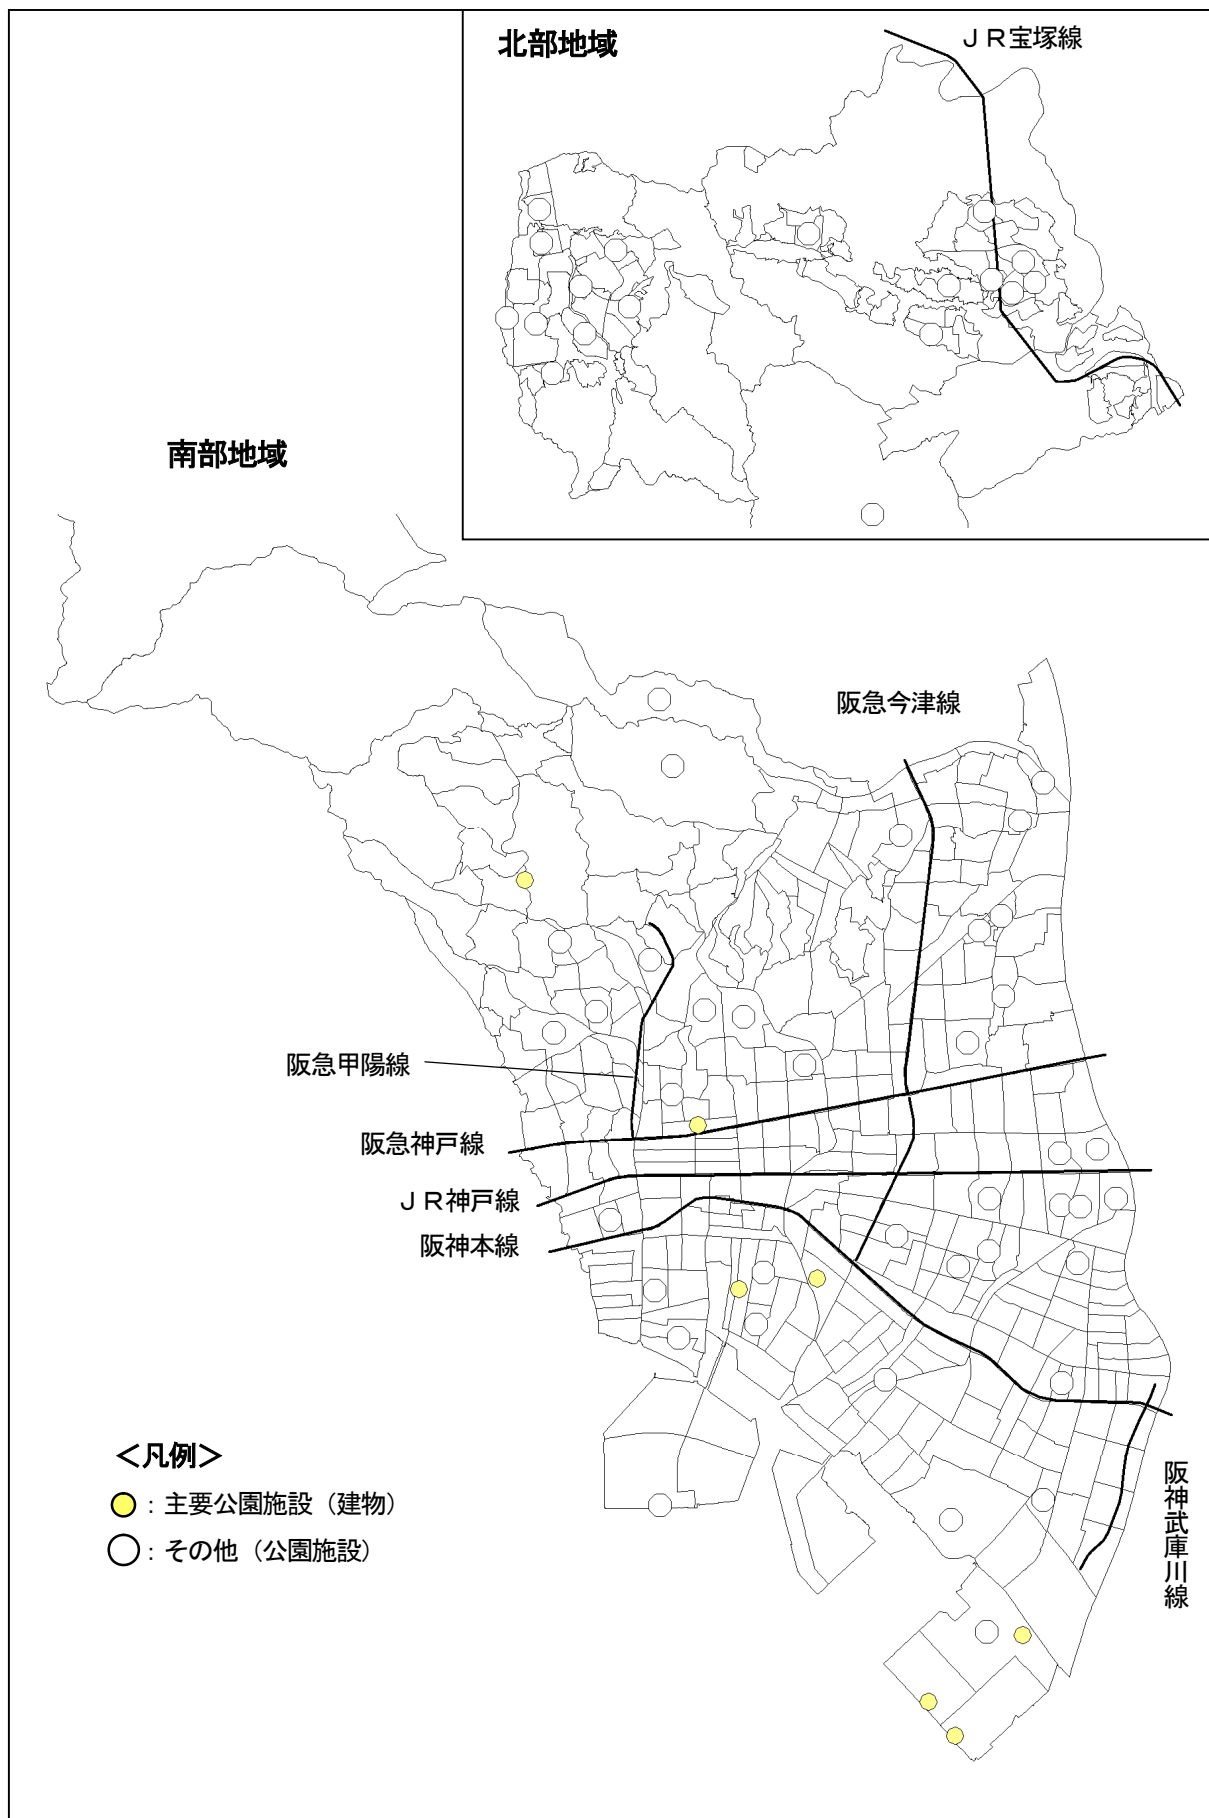 北部地域
ＪＲ宝塚線
南部地域
阪急今津線
阪急甲陽線
阪急神戸線
ＪＲ神戸線
阪神本線
＜凡例＞
：主要公園施設（建物）
：その他（公園施設）
阪神武庫川線